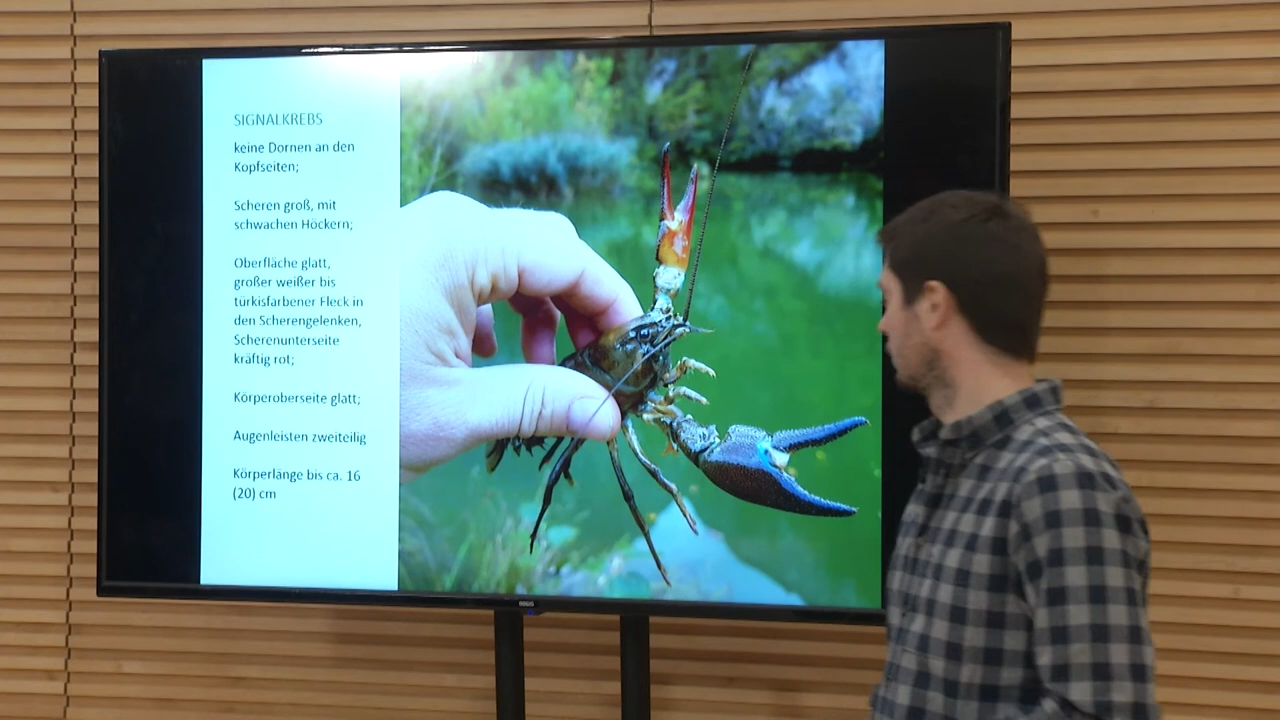 SIGNALKREBS
keine Dornen an den
Kopfseiten;
Scheren groß, mit
schwachen Höckern;
Oberfläche glatt,
großer weißer bis
türkisfarbener Fleck in
den Scherengelenken,
Scherenunterseite
kräftig rot;
Körperoberseite glatt;
Augenleisten zweiteilig
Körperlänge bis ca. 16
(20) cm